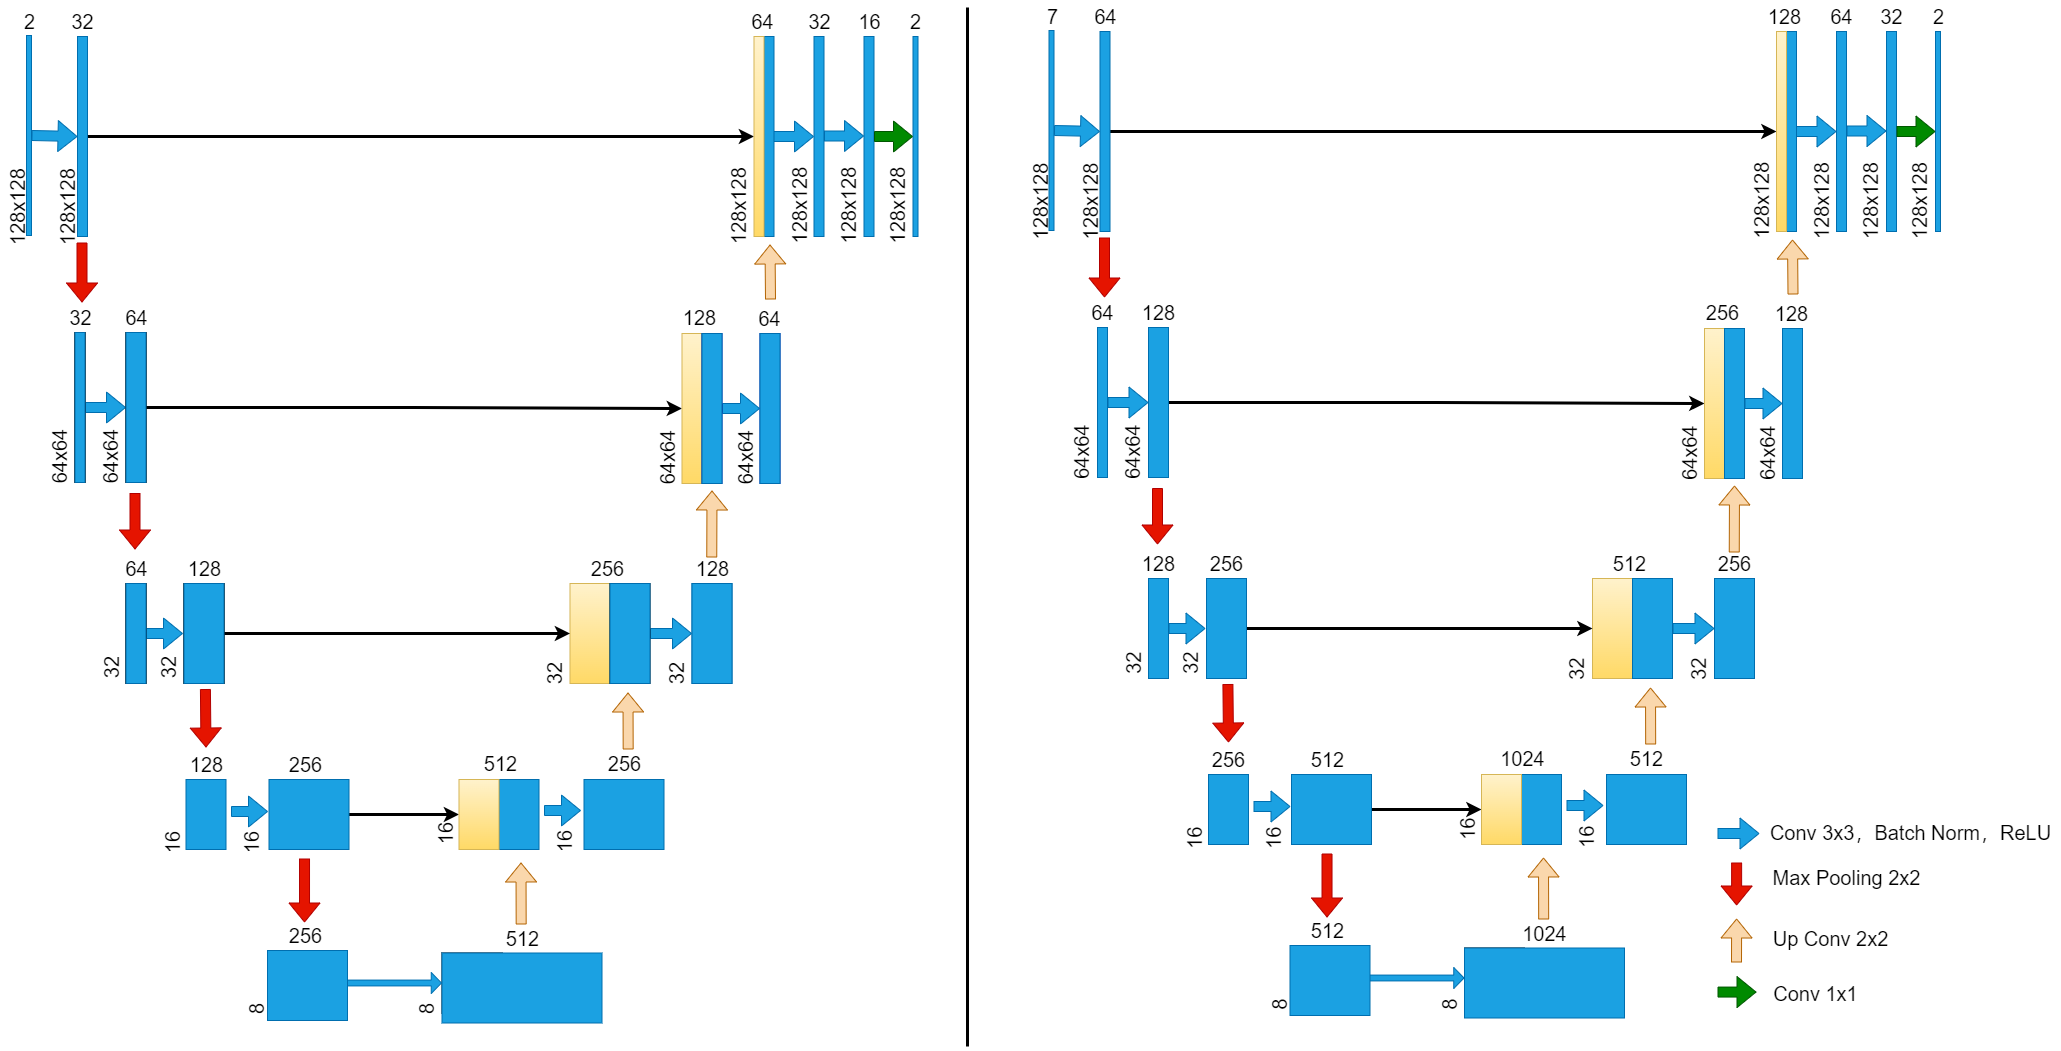 2 32 64 32 16 2
128x128 128x128 128x128 128x128 128x128 128x128
32 64 128 64
64x64 64x64 64x64 64x64
64 128 256 128
32 32 32 32
128 256 512 256
16 16 16 16
256 512
8 8
7 64 128 64 32 2
128x128 128x128 128x128 128x128 128x128 128x128
64 128 256 128
64x64 64x64 64x64 64x64
128 256 512 256
32 32 32 32
256 512 1024 512
16 16 16 16
512 1024
8 8
Conv 3x3, Batch Norm, ReLU
Max Pooling 2x2
Up Conv 2x2
Conv 1x1